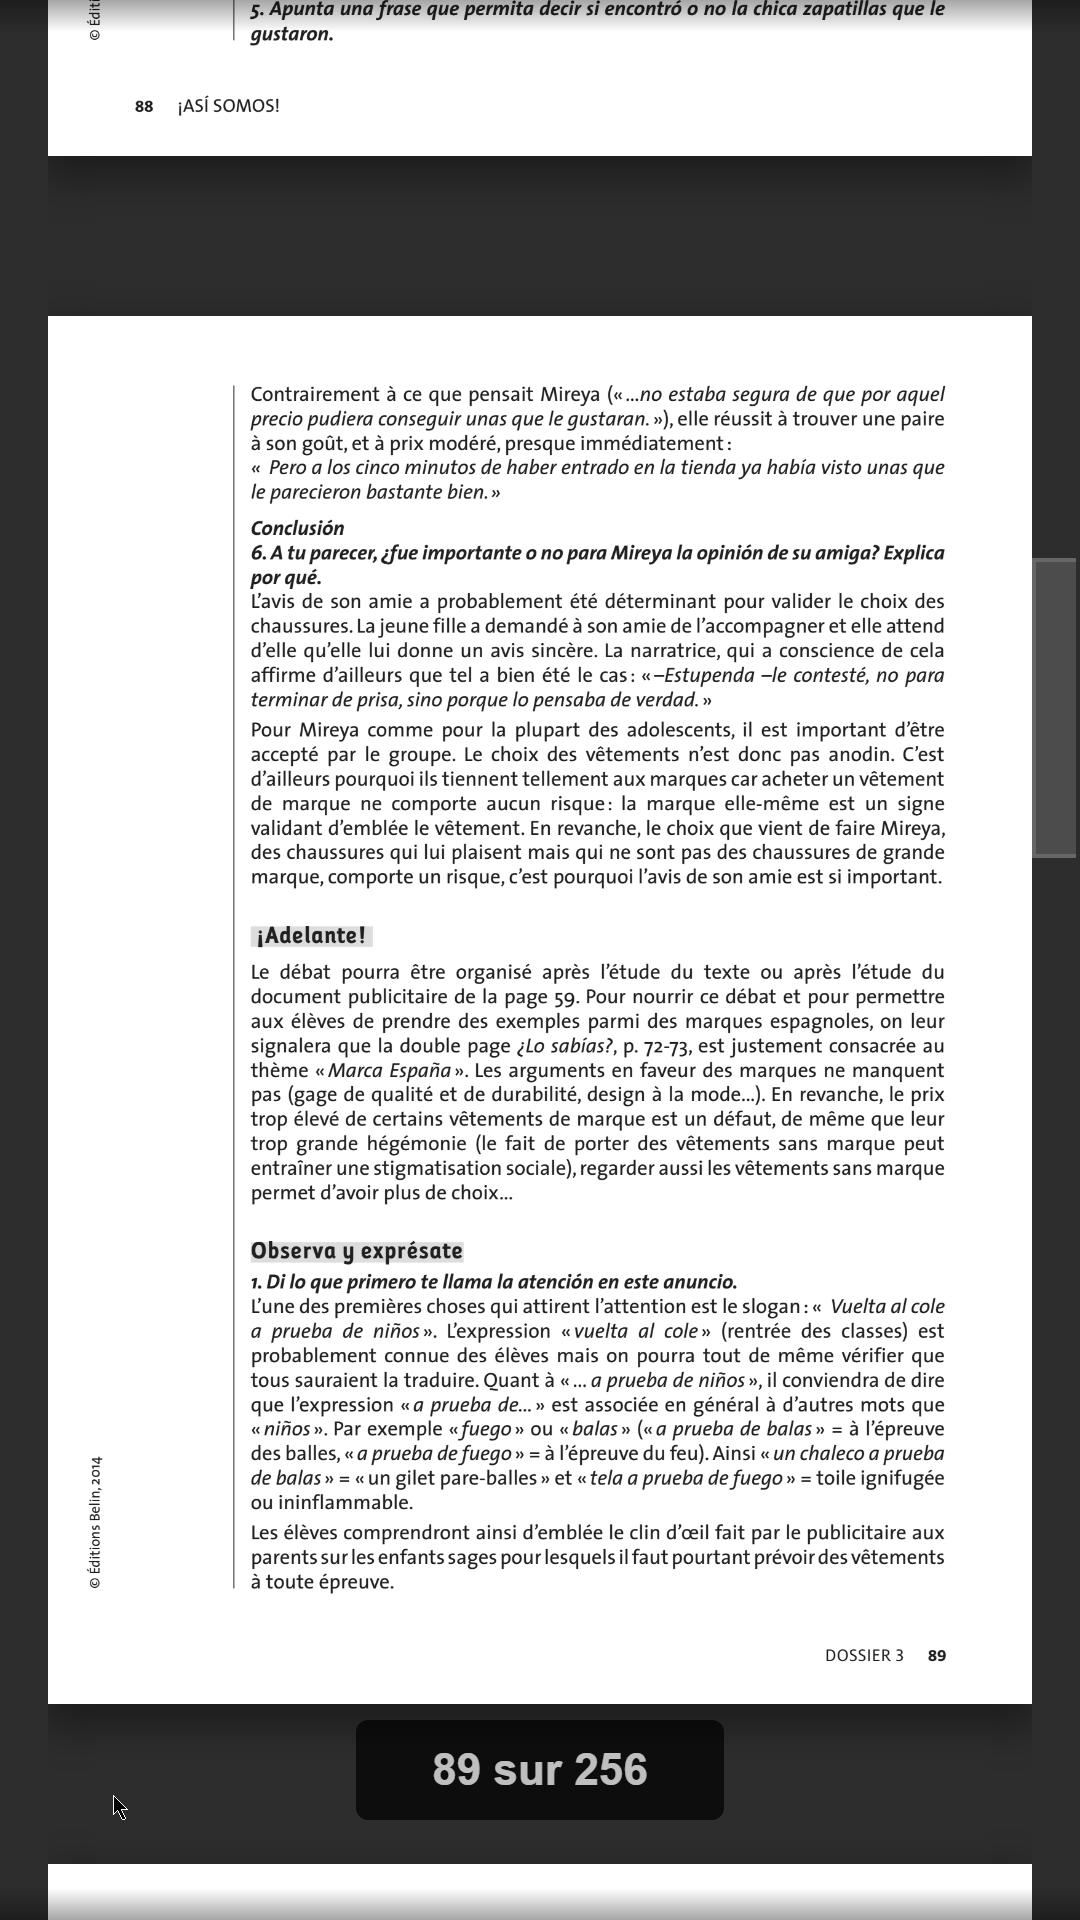 5. Apunta una frase que permita decir si encontró o no la chica zapatillas que le
gustaron.
© Éditi
88 ¡ASÍ SOMOS!
Contrairement à ce que pensait Mireya (« ...no estaba segura de que por aquel
precio pudiera conseguir unas que le gustaran. »), elle réussit à trouver une paire
à son goût, et à prix modéré, presque immédiatement :
« Pero a los cinco minutos de haber entrado en la tienda ya había visto unas que
le parecieron bastante bien. »
Conclusión
6. A tu parecer, ¿fue importante o no para Mireya la opinión de su amiga? Explica
por qué.
L’avis de son amie a probablement été déterminant pour valider le choix des
chaussures. La jeune fille a demandé à son amie de l’accompagner et elle attend
d’elle qu’elle lui donne un avis sincère. La narratrice, qui a conscience de cela
affirme d’ailleurs que tel a bien été le cas : « –Estupenda –le contesté, no para
terminar de prisa, sino porque lo pensaba de verdad. »
Pour Mireya comme pour la plupart des adolescents, il est important d’être
accepté par le groupe. Le choix des vêtements n’est donc pas anodin. C’est
d’ailleurs pourquoi ils tiennent tellement aux marques car acheter un vêtement
de marque ne comporte aucun risque : la marque elle-même est un signe
validant d’emblée le vêtement. En revanche, le choix que vient de faire Mireya,
des chaussures qui lui plaisent mais qui ne sont pas des chaussures de grande
marque, comporte un risque, c’est pourquoi l’avis de son amie est si important.
¡Adelante!
Le débat pourra être organisé après l’étude du texte ou après l’étude du
document publicitaire de la page 59. Pour nourrir ce débat et pour permettre
aux élèves de prendre des exemples parmi des marques espagnoles, on leur
signalera que la double page ¿Lo sabías?, p. 72-73, est justement consacrée au
thème « Marca España ». Les arguments en faveur des marques ne manquent
pas (gage de qualité et de durabilité, design à la mode...). En revanche, le prix
trop élevé de certains vêtements de marque est un défaut, de même que leur
trop grande hégémonie (le fait de porter des vêtements sans marque peut
entraîner une stigmatisation sociale), regarder aussi les vêtements sans marque
permet d’avoir plus de choix...
Observa y exprésate
1. Di lo que primero te llama la atención en este anuncio.
L’une des premières choses qui attirent l’attention est le slogan : « Vuelta al cole
a prueba de niños ». L’expression « vuelta al cole » (rentrée des classes) est
probablement connue des élèves mais on pourra tout de même vérifier que
tous sauraient la traduire. Quant à « ... a prueba de niños », il conviendra de dire
que l’expression « a prueba de... » est associée en général à d’autres mots que
« niños ». Par exemple « fuego » ou « balas » (« a prueba de balas » = à l’épreuve
des balles, « a prueba de fuego » = à l’épreuve du feu). Ainsi « un chaleco a prueba
de balas » = « un gilet pare-balles » et « tela a prueba de fuego » = toile ignifugée
ou ininflammable.
Les élèves comprendront ainsi d’emblée le clin d’œil fait par le publicitaire aux
parents sur les enfants sages pour lesquels il faut pourtant prévoir des vêtements
à toute épreuve.
© Éditions Belin, 2014
DOSSIER 3 89
89 sur 256